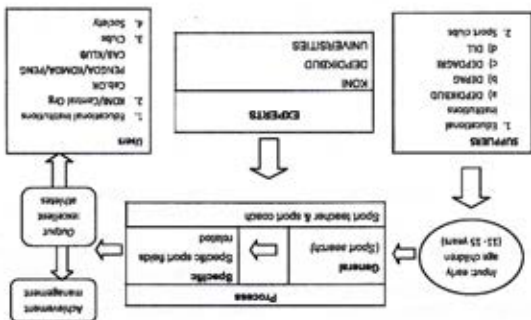 Input: early
age children
(11- 15 years)
Process
General
(Sport search)
Specific
Specific sport fields
related
Sport teacher & sport coach
Achievement
management
Output
excellent
athletes
SUPPLIERS
1. Educational
Institutions
a) DEPDIKBUD
b) DEPAG
c) DEPDAGRI
d) DLL
2. Sport clubs
EXPERTS
KONI
DEPDIKBUD
UNIVERSITIES
Users
1. Educational Institutions
2. KONI/Central Org
Cab.OR
PENGDA/KOMDA/PENG
CAB/KLUB
3. Clubs
4. Society